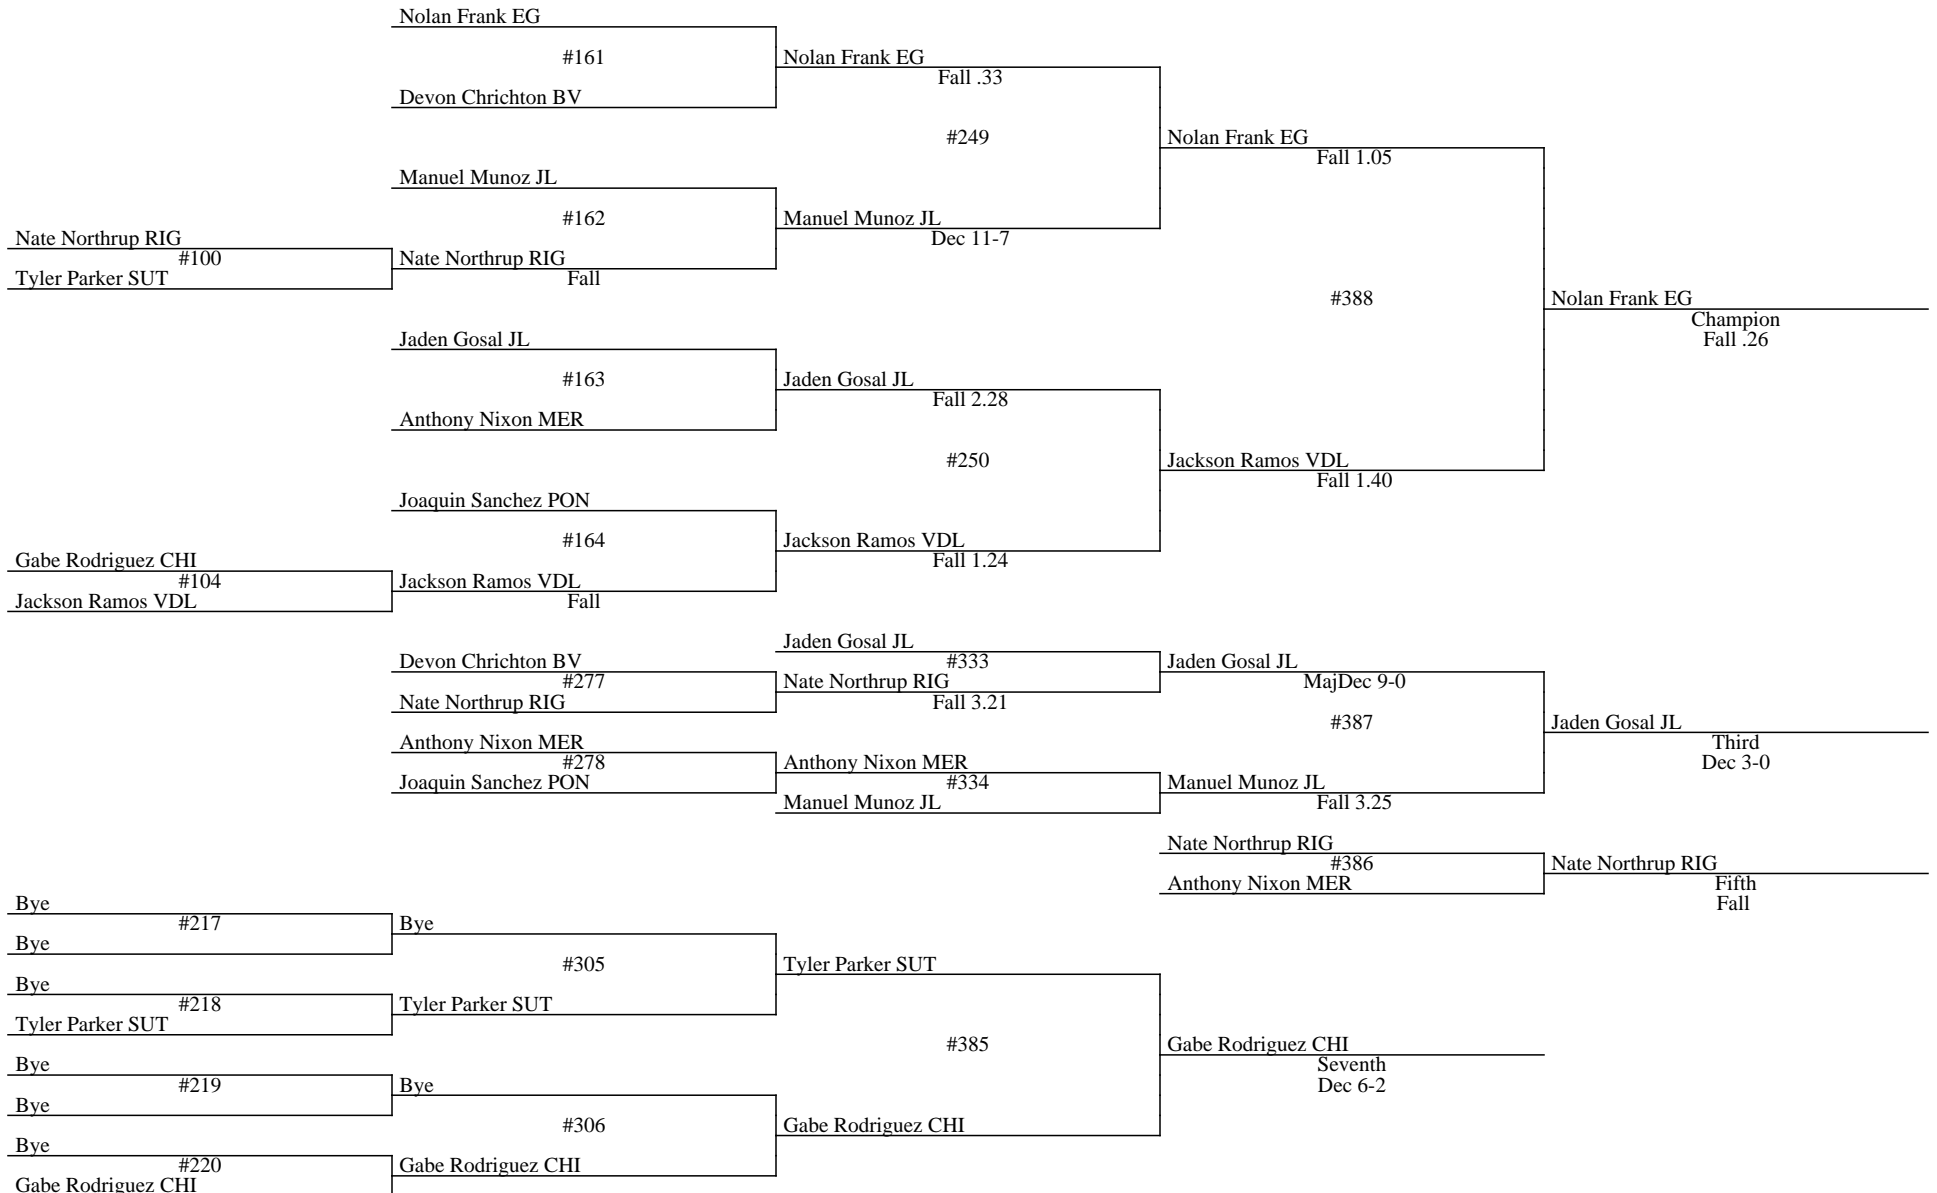 Nolan Frank EG
#161
Nolan Frank EG
Fall .33
Devon Chrichton BV
#249
Nolan Frank EG
Fall 1.05
Manuel Munoz JL
#162
Manuel Munoz JL
Dec 11-7
Nate Northrup RIG
#100
Nate Northrup RIG
Fall
Tyler Parker SUT
#388
Nolan Frank EG
Champion
Fall .26
Jaden Gosal JL
#163
Jaden Gosal JL
Fall 2.28
Anthony Nixon MER
#250
Jackson Ramos VDL
Fall 1.40
Joaquin Sanchez PON
#164
Jackson Ramos VDL
Fall 1.24
Gabe Rodriguez CHI
#104
Jackson Ramos VDL
Fall
Jackson Ramos VDL
Jaden Gosal JL
Devon Chrichton BV
#333
Jaden Gosal JL
MajDec 9-0
#277
Nate Northrup RIG
Fall 3.21
Nate Northrup RIG
#387
Jaden Gosal JL
Third
Dec 3-0
Anthony Nixon MER
#278
Anthony Nixon MER
Joaquin Sanchez PON
#334
Manuel Munoz JL
Fall 3.25
Manuel Munoz JL
Nate Northrup RIG
#386
Nate Northrup RIG
Fifth
Fall
Anthony Nixon MER
Bye
#217
Bye
Bye
#305
Tyler Parker SUT
Bye
#218
Tyler Parker SUT
Tyler Parker SUT
#385
Gabe Rodriguez CHI
Seventh
Dec 6-2
Bye
#219
Bye
Bye
#306
Gabe Rodriguez CHI
Bye
#220
Gabe Rodriguez CHI
Gabe Rodriguez CHI